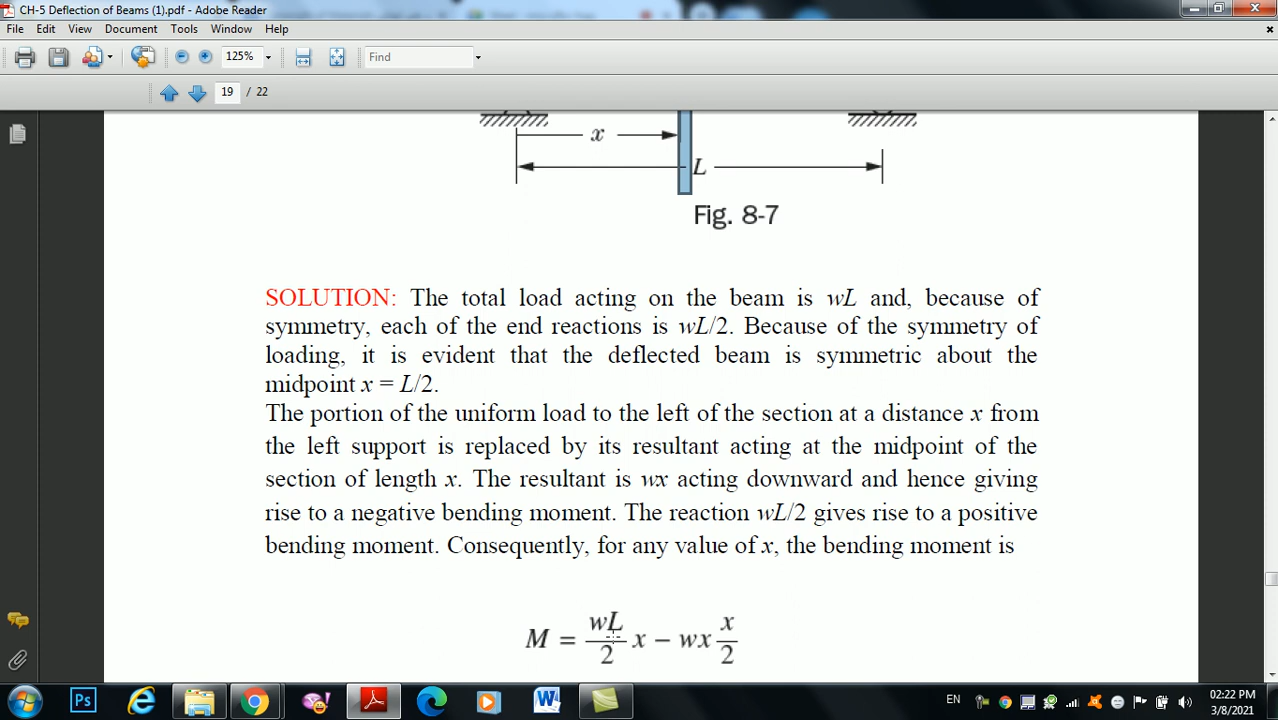 CH-5 Deflection of Beams (1).pdf - Adobe Reader
File Edit View Document Tools Window Help
125% Find
19 / 22
x
L
Fig. 8-7
SOLUTION: The total load acting on the beam is wL and, because of
symmetry, each of the end reactions is wL/2. Because of the symmetry of
loading, it is evident that the deflected beam is symmetric about the
midpoint x = L/2.
The portion of the uniform load to the left of the section at a distance x from
the left support is replaced by its resultant acting at the midpoint of the
section of length x. The resultant is wx acting downward and hence giving
rise to a negative bending moment. The reaction wL/2 gives rise to a positive
bending moment. Consequently, for any value of x, the bending moment is
M = wL/2 x − wx x/2
Ps W EN 02:22 PM
3/8/2021